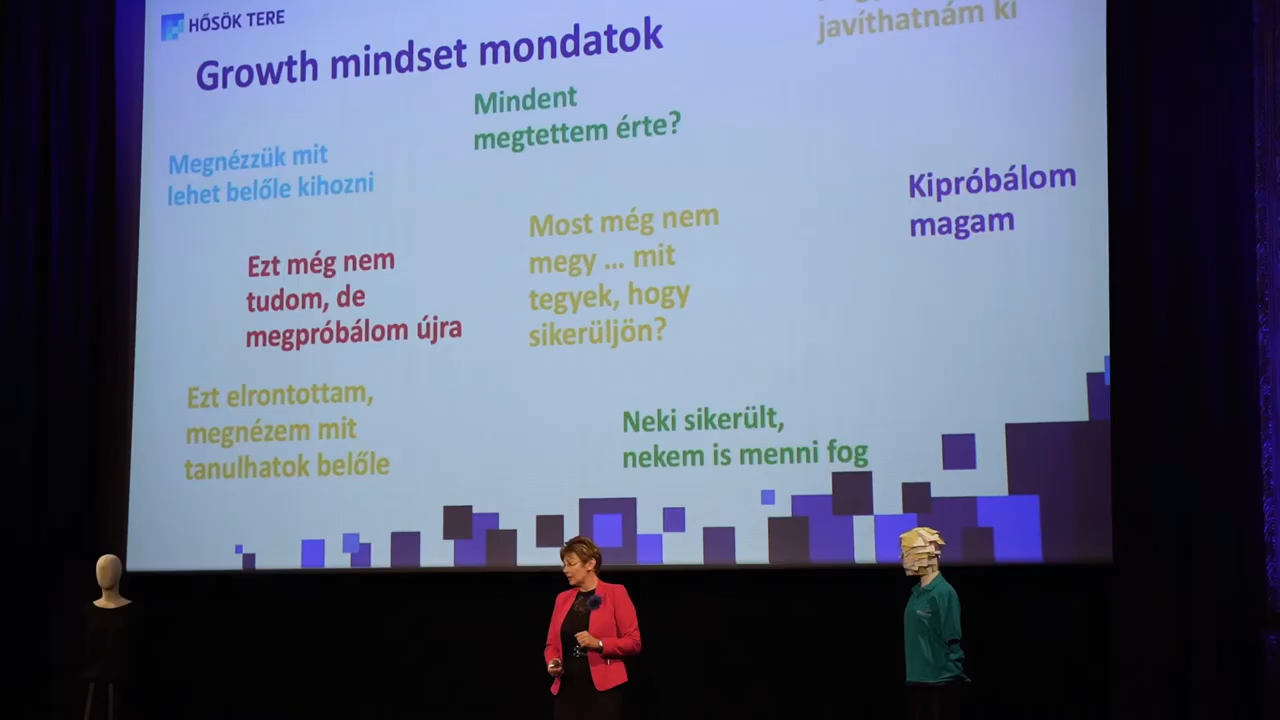 HŐSÖK TERE
Growth mindset mondatok
javíthatnám ki
Mindent
megtettem érte?
Megnézzük mit
lehet belőle kihozni
Kipróbálom
magam
Most még nem
megy ... mit
tegyek, hogy
sikerüljön?
Ezt még nem
tudom, de
megpróbálom újra
Ezt elrontottam,
megnézem mit
tanulhatok belőle
Neki sikerült,
nekem is menni fog